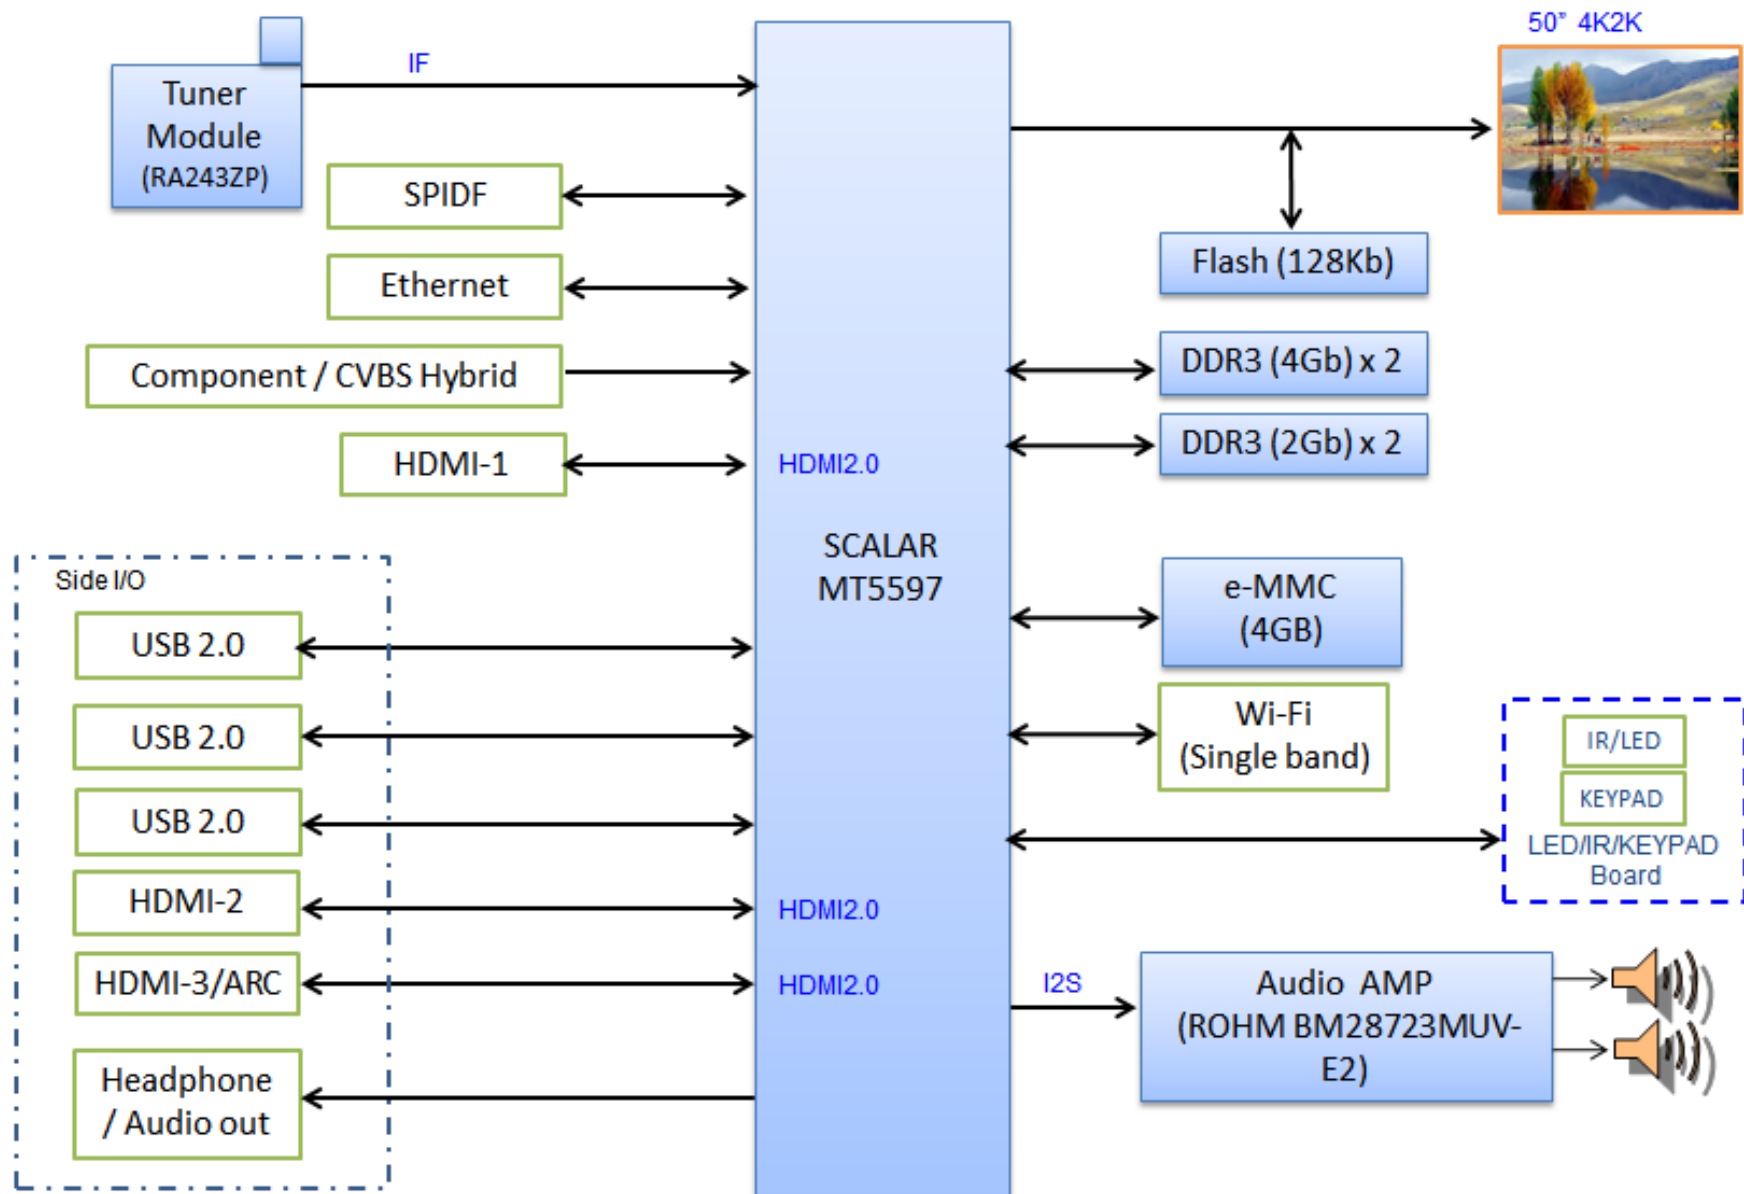 50" 4K2K
IF
Tuner
Module
(RA243ZP)
SPIDF
Ethernet
Component / CVBS Hybrid
HDMI-1
Flash (128Kb)
DDR3 (4Gb) x 2
DDR3 (2Gb) x 2
HDMI2.0
SCALAR
MT5597
e-MMC
(4GB)
Wi-Fi
(Single band)
Side I/O
USB 2.0
USB 2.0
USB 2.0
HDMI-2
HDMI2.0
HDMI-3/ARC
HDMI2.0
Headphone
/ Audio out
IR/LED
KEYPAD
LED/IR/KEYPAD
Board
I2S
Audio AMP
(ROHM BM28723MUV-
E2)